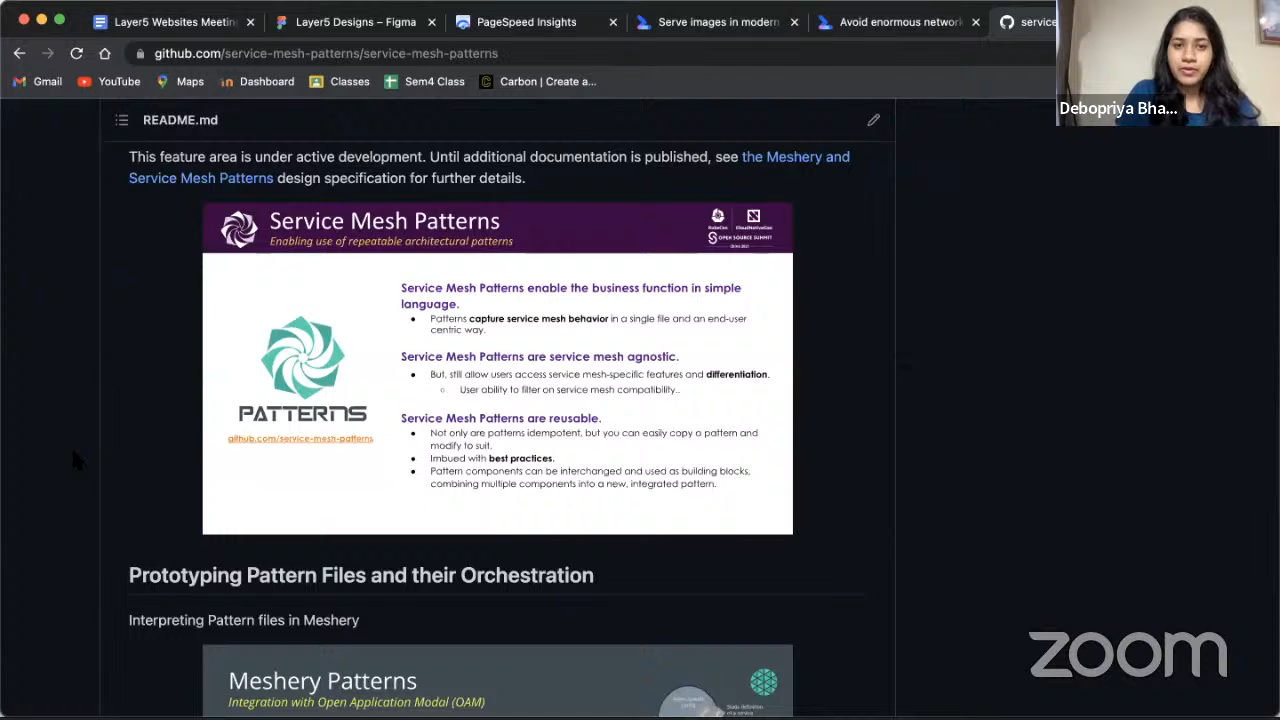 Layer5 Websites Meetin
Layer5 Designs – Figma
PageSpeed Insights
Serve images in modern
Avoid enormous network
service
github.com/service-mesh-patterns/service-mesh-patterns
Gmail
YouTube
Maps
Dashboard
Classes
Sem4 Class
Carbon | Create a...
Debopriya Bha...
README.md
This feature area is under active development. Until additional documentation is published, see the Meshery and
Service Mesh Patterns design specification for further details.
Service Mesh Patterns
Enabling use of repeatable architectural patterns
KubeCon
CloudNativeCon
OPEN SOURCE SUMMIT
Service Mesh Patterns enable the business function in simple
language.
Patterns capture service mesh behavior in a single file and an end-user
centric way.
Service Mesh Patterns are service mesh agnostic.
But, still allow users access service mesh-specific features and differentiation.
User ability to filter on service mesh compatibility..
PATTERNS
github.com/service-mesh-patterns
Service Mesh Patterns are reusable.
Not only are patterns idempotent, but you can easily copy a pattern and
modify to suit.
Imbued with best practices.
Pattern components can be interchanged and used as building blocks,
combining multiple components into a new, integrated pattern.
Prototyping Pattern Files and their Orchestration
Interpreting Pattern files in Meshery
Meshery Patterns
Integration with Open Application Modal (OAM)
zoom